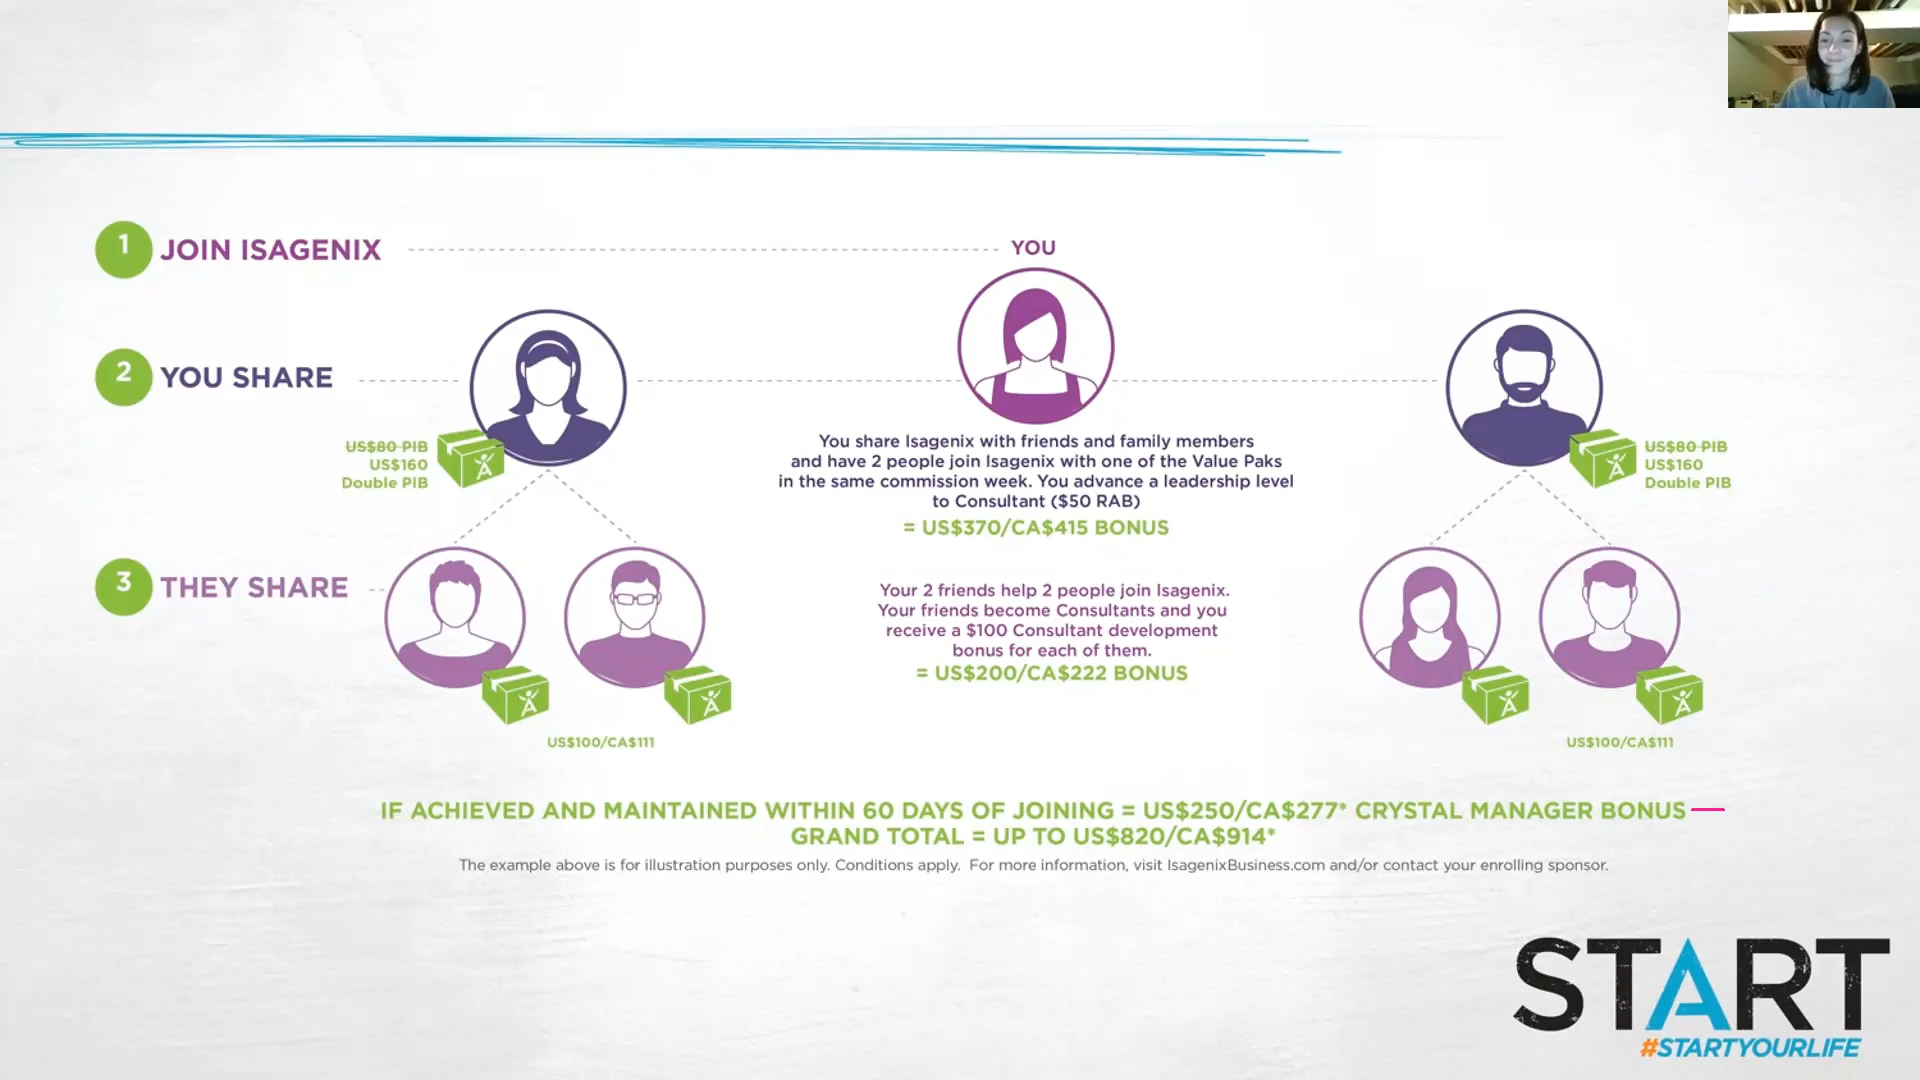 1 JOIN ISAGENIX
YOU
2 YOU SHARE
US$80 PIB
US$160
Double PIB
US$80 PIB
US$160
Double PIB
You share Isagenix with friends and family members
and have 2 people join Isagenix with one of the Value Paks
in the same commission week. You advance a leadership level
to Consultant ($50 RAB)
= US$370/CA$415 BONUS
3 THEY SHARE
Your 2 friends help 2 people join Isagenix.
Your friends become Consultants and you
receive a $100 Consultant development
bonus for each of them.
= US$200/CA$222 BONUS
US$100/CA$111
US$100/CA$111
IF ACHIEVED AND MAINTAINED WITHIN 60 DAYS OF JOINING = US$250/CA$277* CRYSTAL MANAGER BONUS
GRAND TOTAL = UP TO US$820/CA$914*
The example above is for illustration purposes only. Conditions apply. For more information, visit IsagenixBusiness.com and/or contact your enrolling sponsor.
START
#STARTYOURLIFE